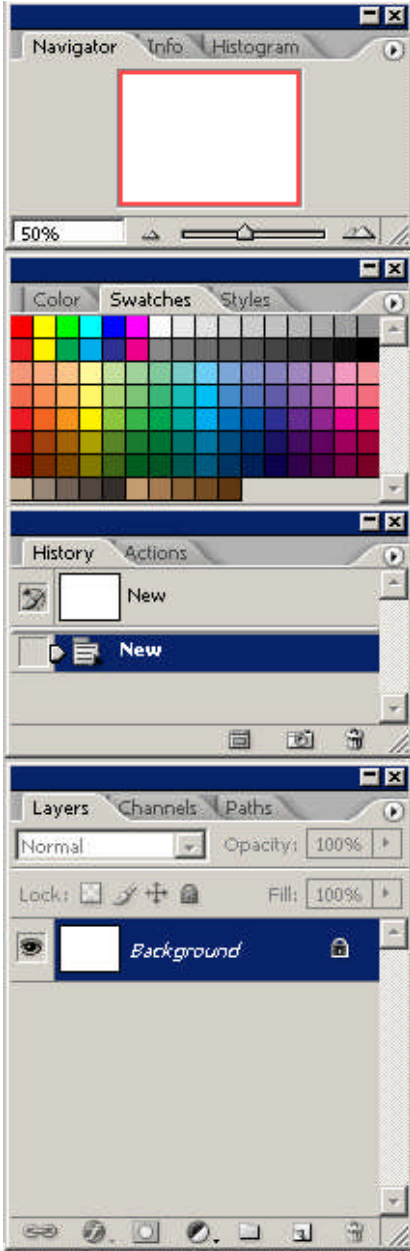 Navigator Info Histogram
50%
Color Swatches Styles
History Actions
New
New
Layers Channels Paths
Normal Opacity: 100%
Lock: Fill: 100%
Background